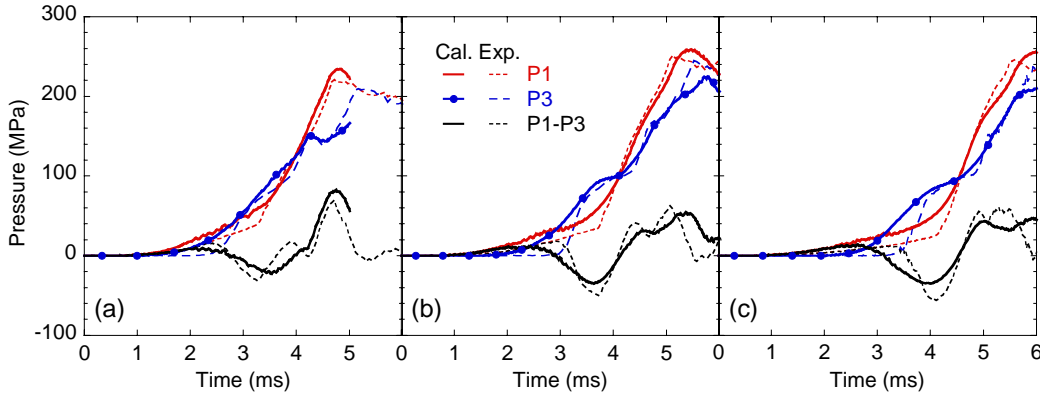 300
200
100
0
-100
Pressure (MPa)
Cal. Exp.
P1
P3
P1-P3
(a)
(b)
(c)
0 1 2 3 4 5 0 1 2 3 4 5 0 1 2 3 4 5 6
Time (ms) Time (ms) Time (ms)